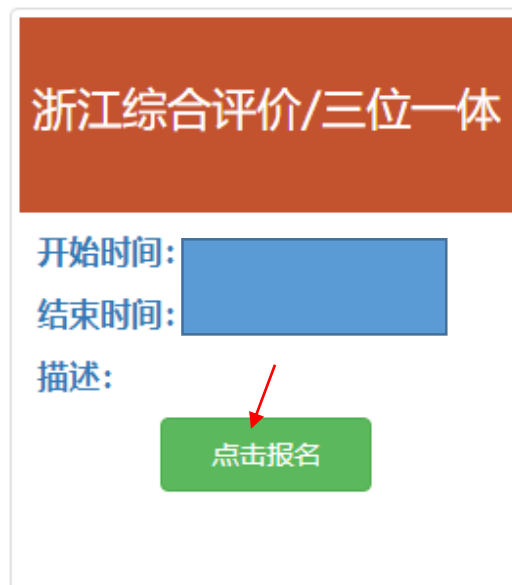 浙江综合评价/三位一体
开始时间：
结束时间：
描述：
点击报名